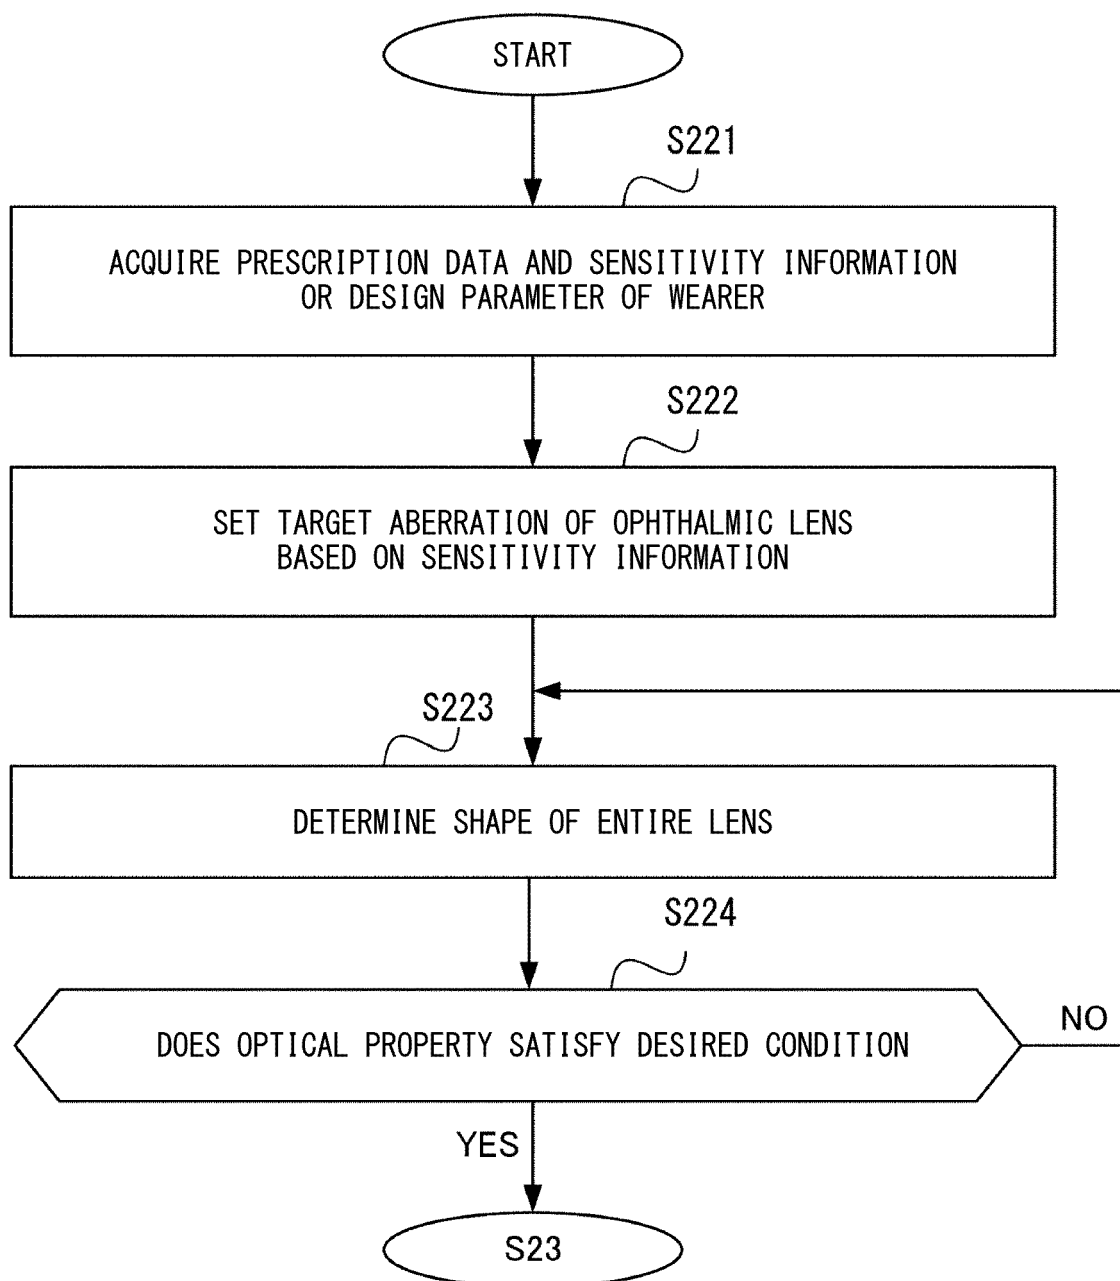 START
S221
ACQUIRE PRESCRIPTION DATA AND SENSITIVITY INFORMATION
OR DESIGN PARAMETER OF WEARER
S222
SET TARGET ABERRATION OF OPHTHALMIC LENS
BASED ON SENSITIVITY INFORMATION
S223
DETERMINE SHAPE OF ENTIRE LENS
S224
DOES OPTICAL PROPERTY SATISFY DESIRED CONDITION
NO
YES
S23